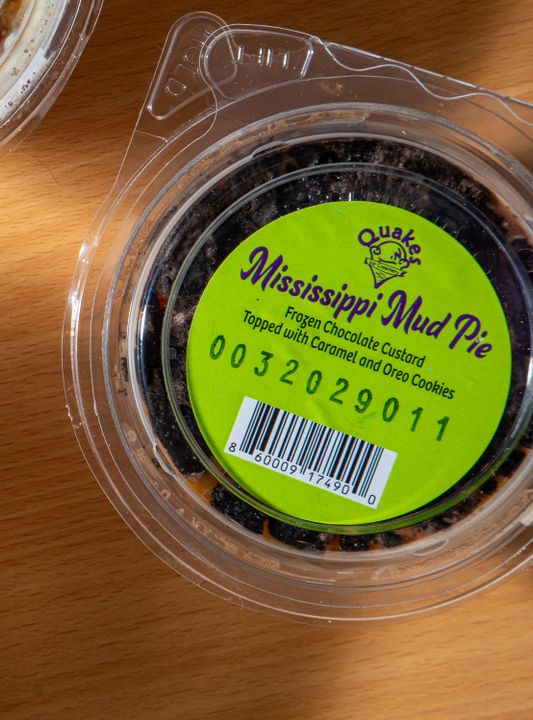 Quakes
Mississippi Mud Pie
Frozen Chocolate Custard
Topped with Caramel and Oreo Cookies
0032029011
8 60009 17490 0